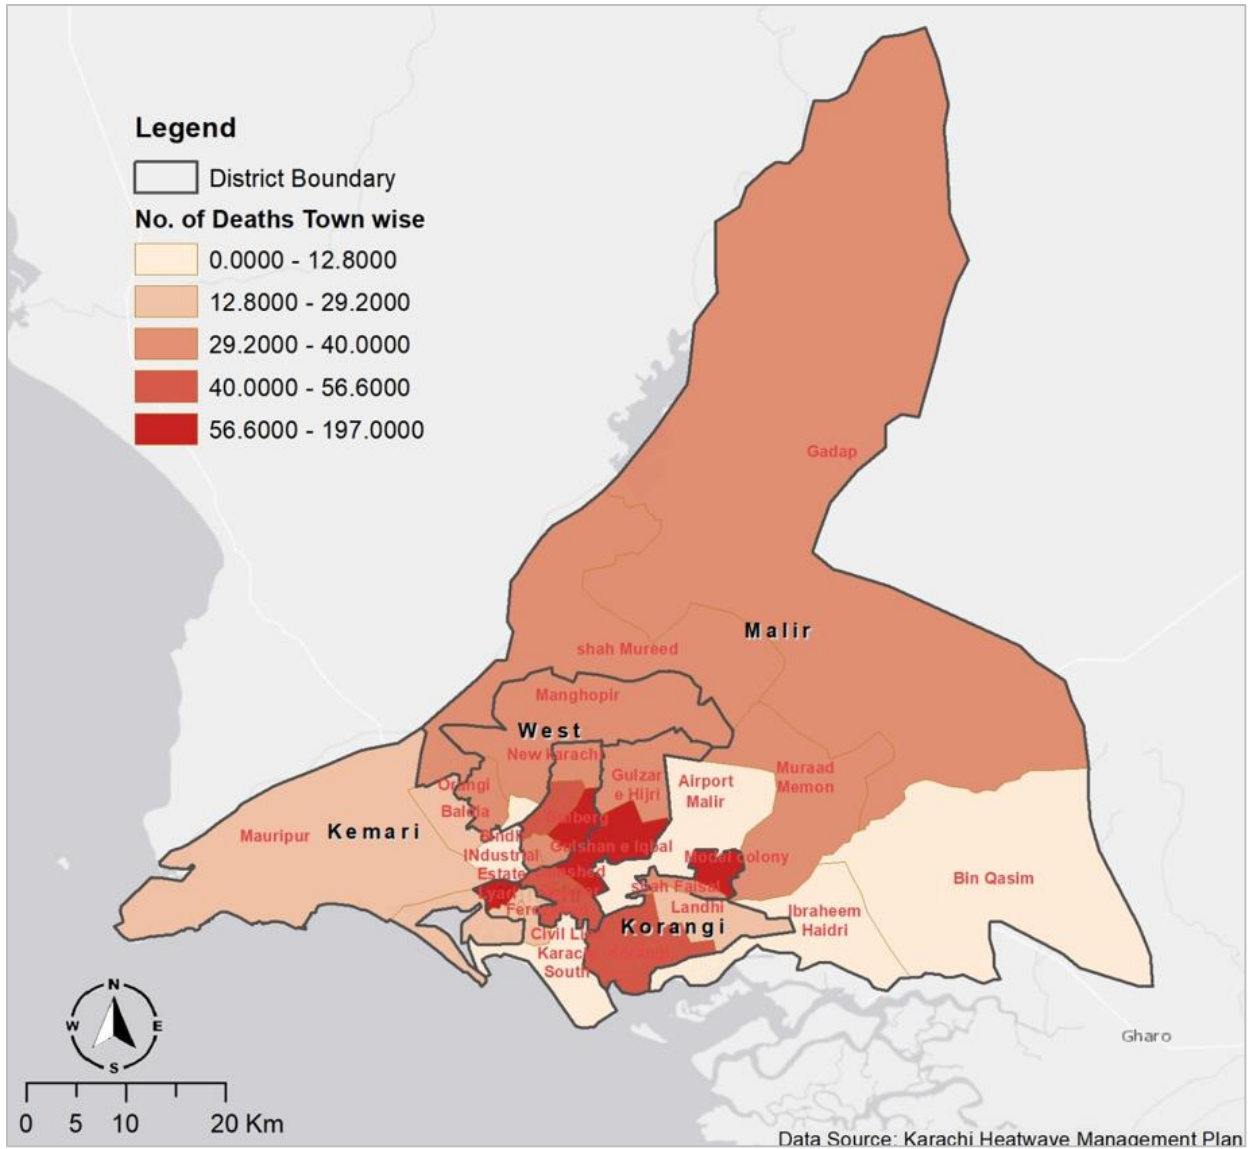 Legend
District Boundary
No. of Deaths Town wise
0.0000 - 12.8000
12.8000 - 29.2000
29.2000 - 40.0000
40.0000 - 56.6000
56.6000 - 197.0000
Gadap
Malir
shah Mureed
Manghopir
West
New karachi
Gulzar
e Hijri
Airport
Malir
Muraad
Memon
Orangi
Baldia
Mauripur
Kemari
INdustrial
Estate
Gulshan e Iqbal
Model colony
shah Faisal
Landhi
Bin Qasim
Ibraheem
Haidri
Korangi
Civil
South
Gharo
N
W
E
S
0 5 10 20 Km
Data Source: Karachi Heatwave Management Plan